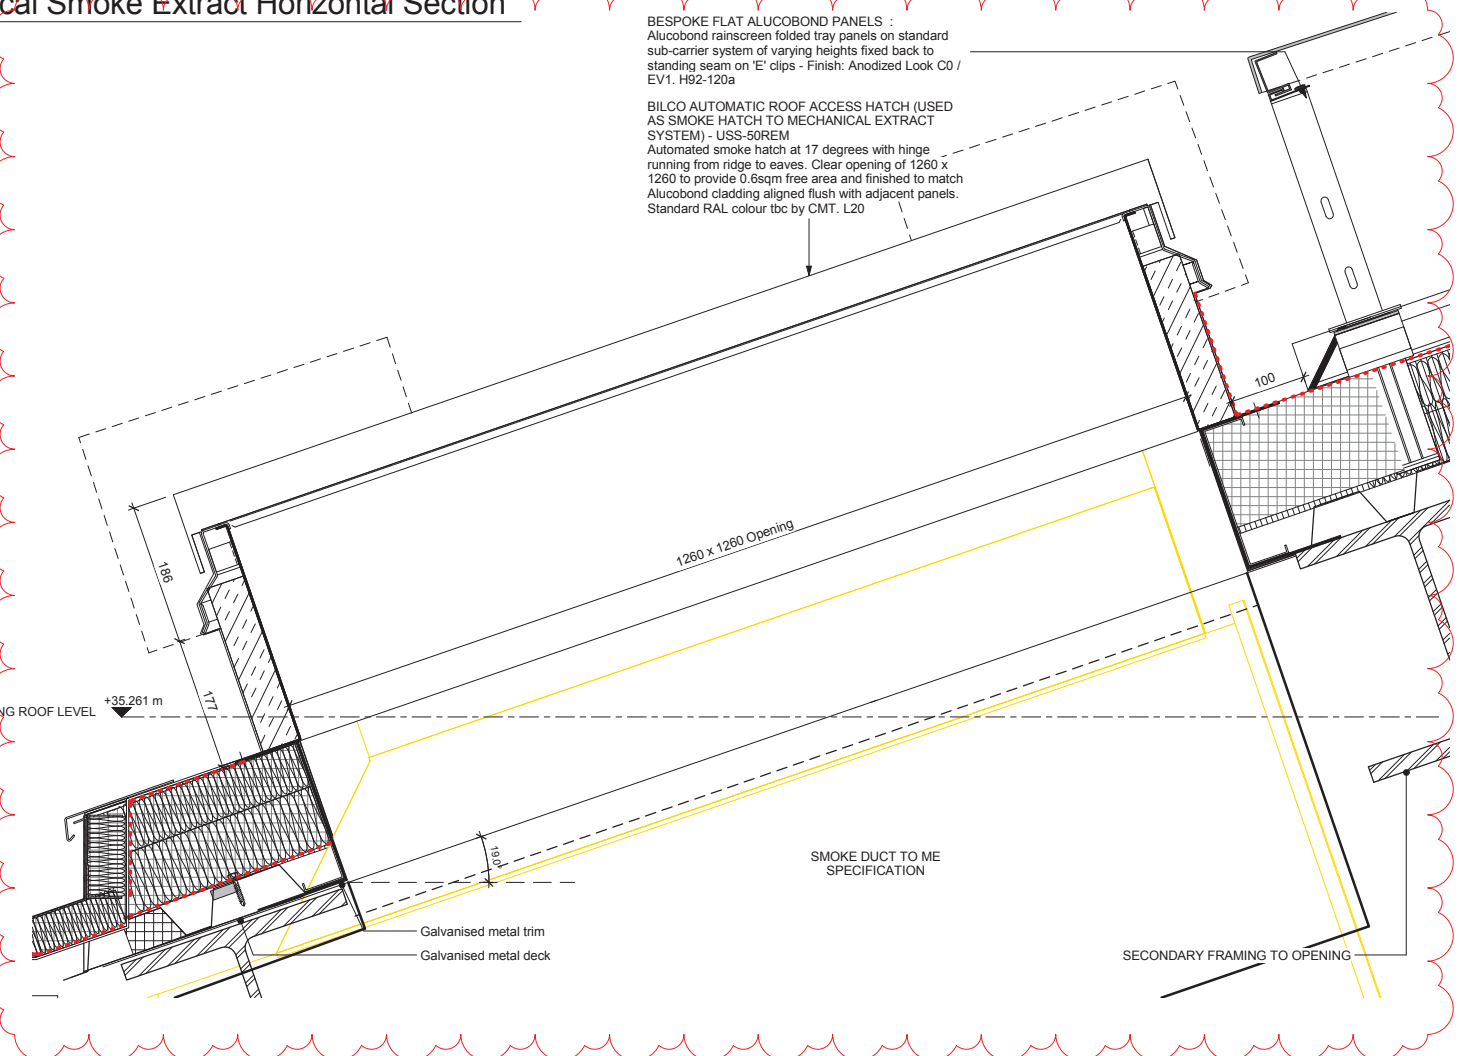 cal Smoke Extract Horizontal Section
BESPOKE FLAT ALUCOBOND PANELS :
Alucobond rainscreen folded tray panels on standard
sub-carrier system of varying heights fixed back to
standing seam on 'E' clips - Finish: Anodized Look C0 /
EV1. H92-120a
BILCO AUTOMATIC ROOF ACCESS HATCH (USED
AS SMOKE HATCH TO MECHANICAL EXTRACT
SYSTEM) - USS-50REM
Automated smoke hatch at 17 degrees with hinge
running from ridge to eaves. Clear opening of 1260 x
1260 to provide 0.6sqm free area and finished to match
Alucobond cladding aligned flush with adjacent panels.
Standard RAL colour tbc by CMT. L20
100
1260 x 1260 Opening
186
177
NG ROOF LEVEL
+35.261 m
19.0°
SMOKE DUCT TO ME
SPECIFICATION
Galvanised metal trim
Galvanised metal deck
SECONDARY FRAMING TO OPENING